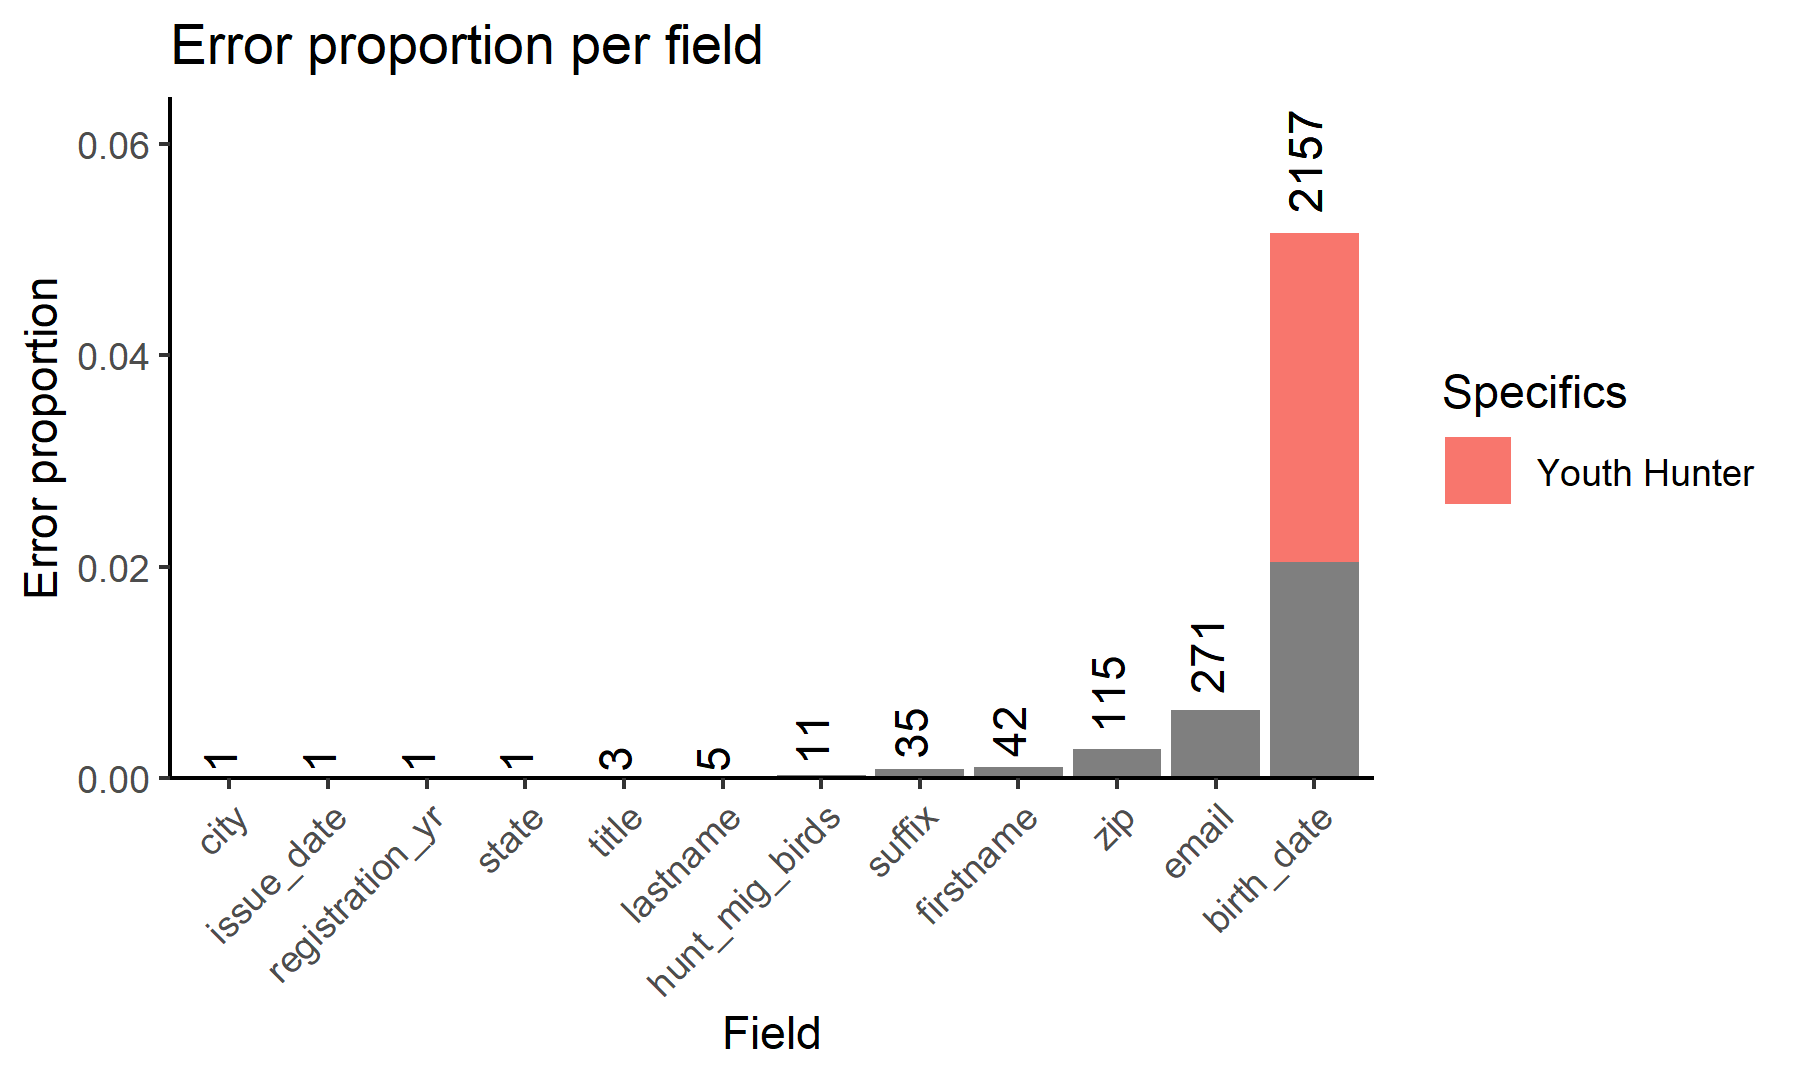 Error proportion per field
Error proportion
0.06
0.04
0.02
0.00
1
1
1
1
3
5
11
35
42
115
271
2157
city
issue_date
registration_yr
state
title
lastname
hunt_mig_birds
suffix
firstname
zip
email
birth_date
Field
Specifics
Youth Hunter